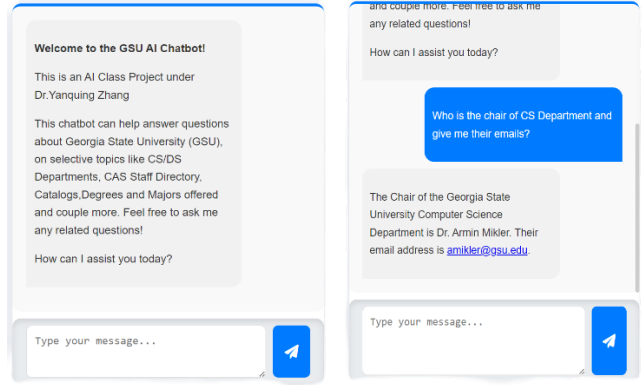 Welcome to the GSU AI Chatbot!
This is an AI Class Project under
Dr.Yanquing Zhang
This chatbot can help answer questions
about Georgia State University (GSU),
on selective topics like CS/DS
Departments, CAS Staff Directory,
Catalogs,Degrees and Majors offered
and couple more. Feel free to ask me
any related questions!
How can I assist you today?
Type your message...
and couple more. Feel free to ask me
any related questions!
How can I assist you today?
Who is the chair of CS Department and
give me their emails?
The Chair of the Georgia State
University Computer Science
Department is Dr. Armin Mikler. Their
email address is amikler@gsu.edu.
Type your message...